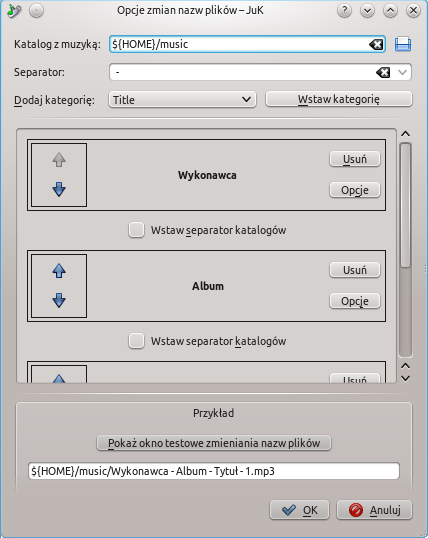 Opcje zmian nazw plików – JuK
Katalog z muzyką: ${HOME}/music
Separator: -
Dodaj kategorię: Title Wstaw kategorię
Usuń
Wykonawca
Opcje
Wstaw separator katalogów
Usuń
Album
Opcje
Wstaw separator katalogów
Usuń
Przykład
Pokaż okno testowe zmieniania nazw plików
${HOME}/music/Wykonawca - Album - Tytuł - 1.mp3
OK Anuluj